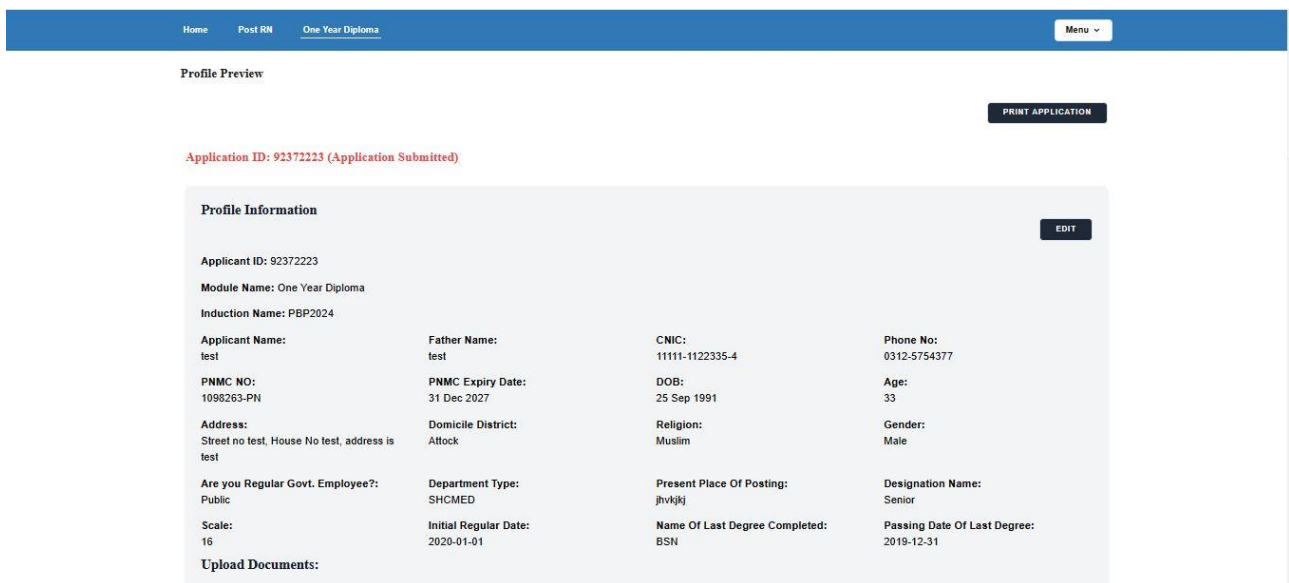 Home Post RN One Year Diploma Menu
Profile Preview
PRINT APPLICATION
Application ID: 92372223 (Application Submitted)
Profile Information
EDIT
Applicant ID: 92372223
Module Name: One Year Diploma
Induction Name: PBP2024
Applicant Name: Father Name: CNIC: Phone No:
test test 11111-1122335-4 0312-5754377
PNMC NO: PNMC Expiry Date: DOB: Age:
1098263-PN 31 Dec 2027 25 Sep 1991 33
Address: Domicile District: Religion: Gender:
Street no test, House No test, address is Attock Muslim Male
test
Are you Regular Govt. Employee?: Department Type: Present Place Of Posting: Designation Name:
Public SHCMED jhvkjkj Senior
Scale: Initial Regular Date: Name Of Last Degree Completed: Passing Date Of Last Degree:
16 2020-01-01 BSN 2019-12-31
Upload Documents: